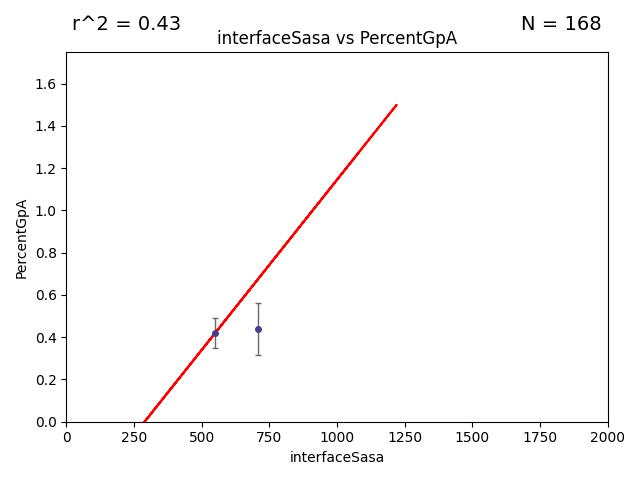 r^2 = 0.43
N = 168
interfaceSasa vs PercentGpA
PercentGpA
1.6
1.4
1.2
1.0
0.8
0.6
0.4
0.2
0.0
0 250 500 750 1000 1250 1500 1750 2000
interfaceSasa